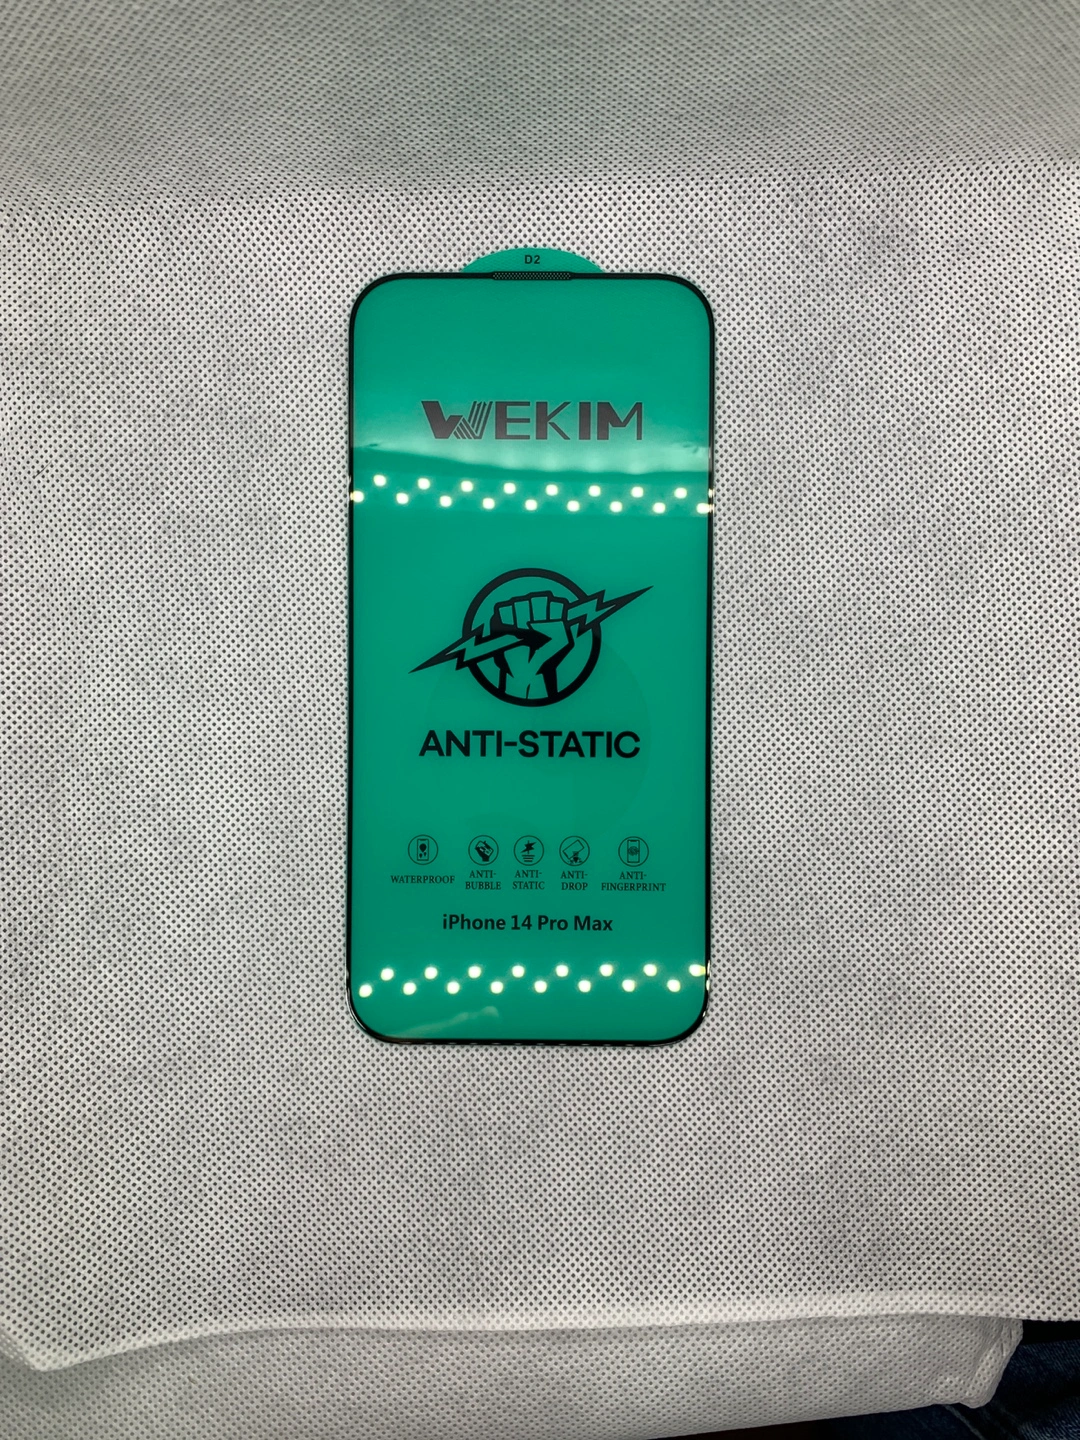 D2
WEKIM
ANTI-STATIC
WATERPROOF
ANTI-
BUBBLE
ANTI-
STATIC
ANTI-
DROP
ANTI-
FINGERPRINT
iPhone 14 Pro Max